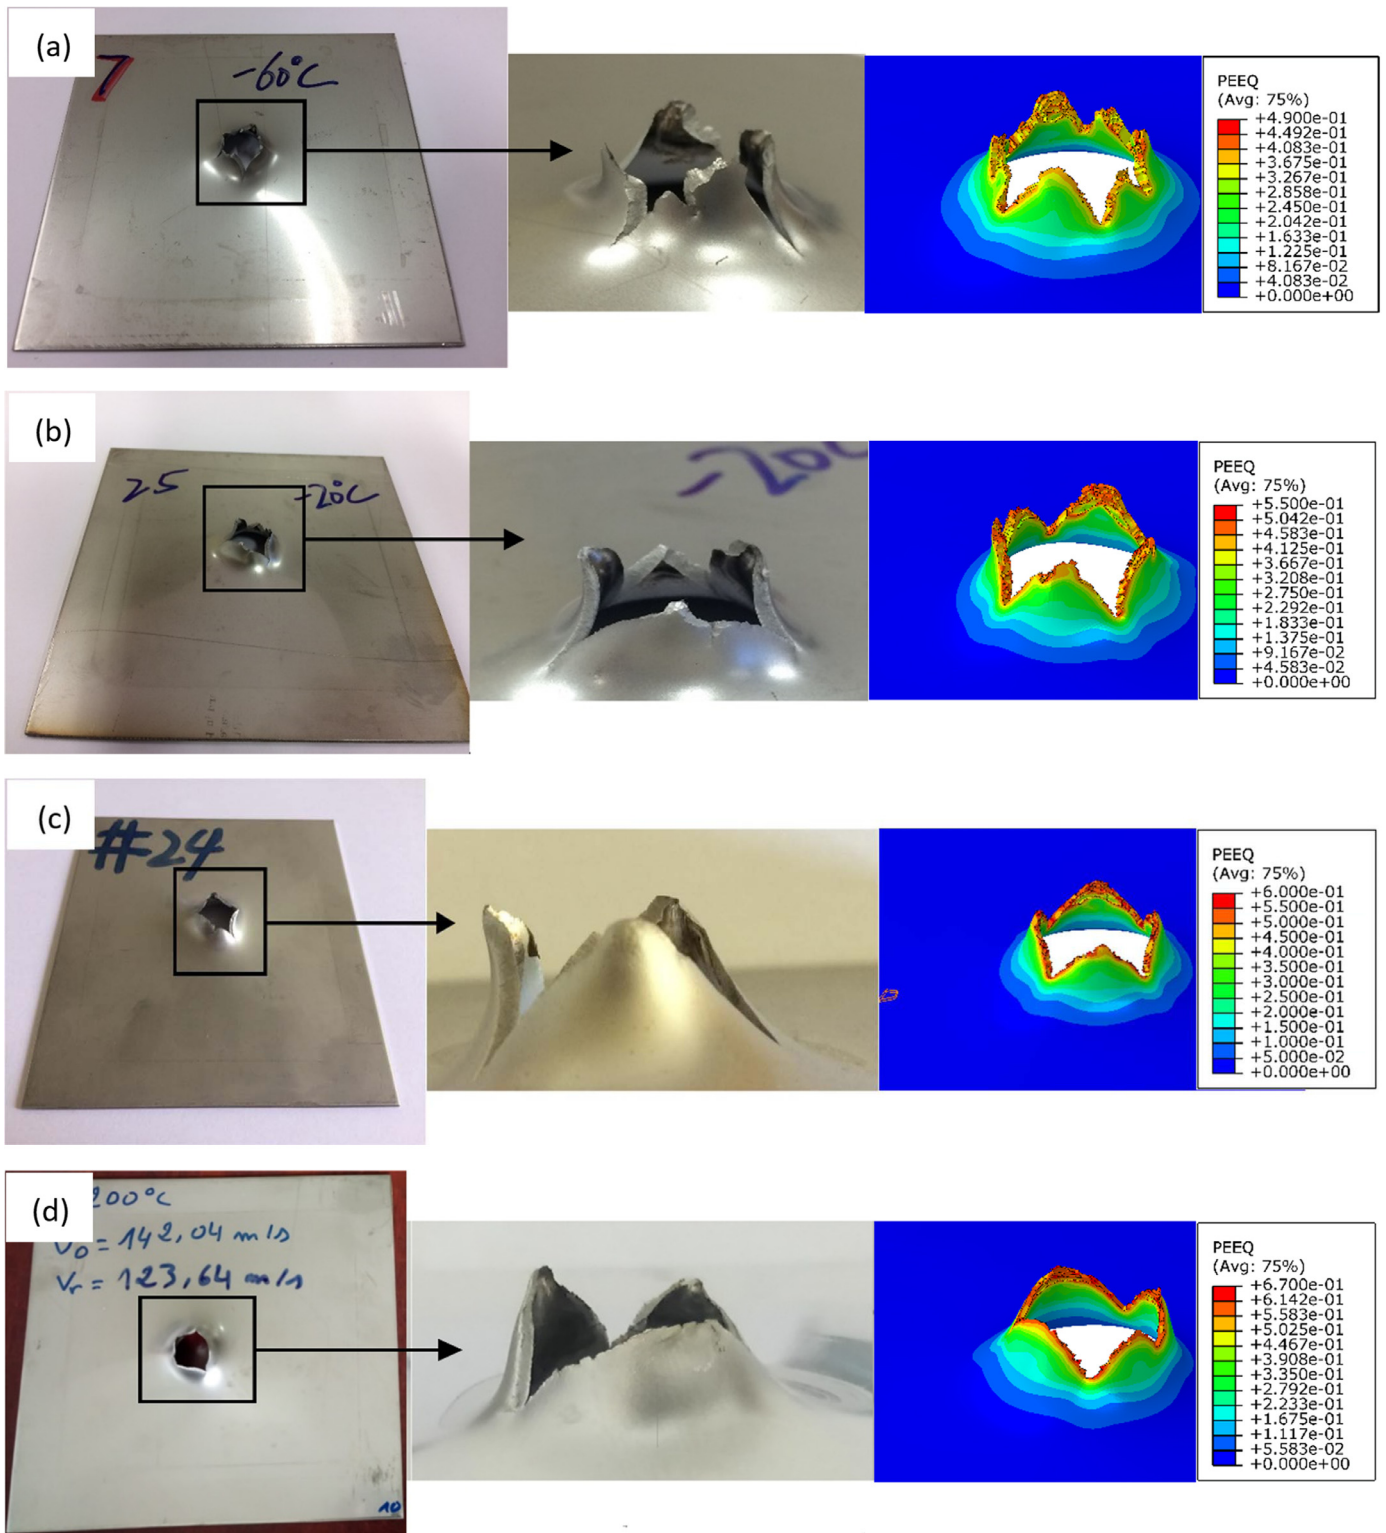 (a)
7
-60°C
PEEQ
(Avg: 75%)
+4.900e-01
+4.492e-01
+4.083e-01
+3.675e-01
+3.267e-01
+2.858e-01
+2.450e-01
+2.042e-01
+1.633e-01
+1.225e-01
+8.167e-02
+4.083e-02
+0.000e+00
(b)
25
-20°C
-20C
PEEQ
(Avg: 75%)
+5.500e-01
+5.042e-01
+4.583e-01
+4.125e-01
+3.667e-01
+3.208e-01
+2.750e-01
+2.292e-01
+1.833e-01
+1.375e-01
+9.167e-02
+4.583e-02
+0.000e+00
(c)
#24
PEEQ
(Avg: 75%)
+6.000e-01
+5.500e-01
+5.000e-01
+4.500e-01
+4.000e-01
+3.500e-01
+3.000e-01
+2.500e-01
+2.000e-01
+1.500e-01
+1.000e-01
+5.000e-02
+0.000e+00
(d)
200°C
V0 = 142,04 m/s
Vr = 123,64 m/s
10
PEEQ
(Avg: 75%)
+6.700e-01
+6.142e-01
+5.583e-01
+5.025e-01
+4.467e-01
+3.908e-01
+3.350e-01
+2.792e-01
+2.233e-01
+1.675e-01
+1.117e-01
+5.583e-02
+0.000e+00